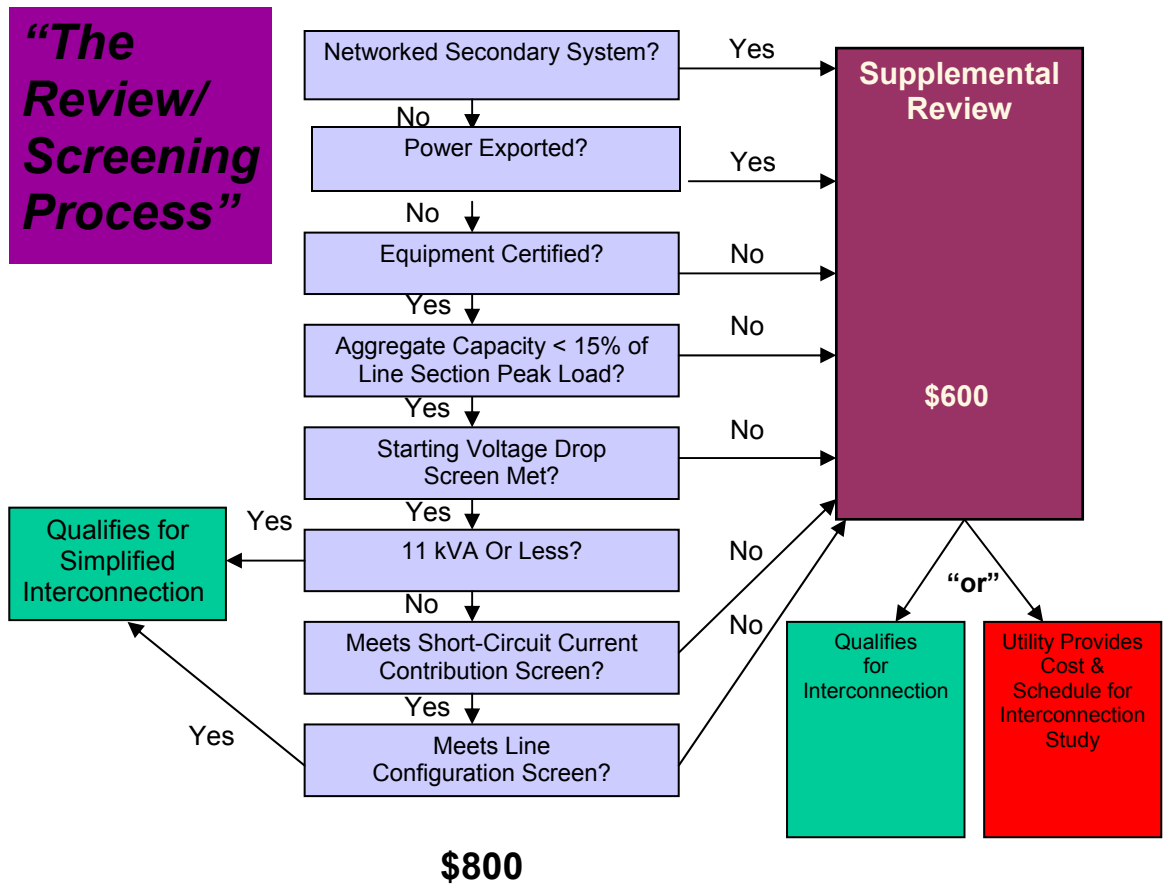 “The
Review/
Screening
Process”
Networked Secondary System?
Yes
No
Power Exported?
Yes
No
Equipment Certified?
No
Yes
Aggregate Capacity < 15% of
Line Section Peak Load?
No
Yes
Starting Voltage Drop
Screen Met?
No
Yes
11 kVA Or Less?
Yes
Qualifies for
Simplified
Interconnection
No
Meets Short-Circuit Current
Contribution Screen?
No
Yes
Meets Line
Configuration Screen?
No
Yes
$800
Supplemental
Review
$600
“or”
Qualifies
for
Interconnection
Utility Provides
Cost &
Schedule for
Interconnection
Study